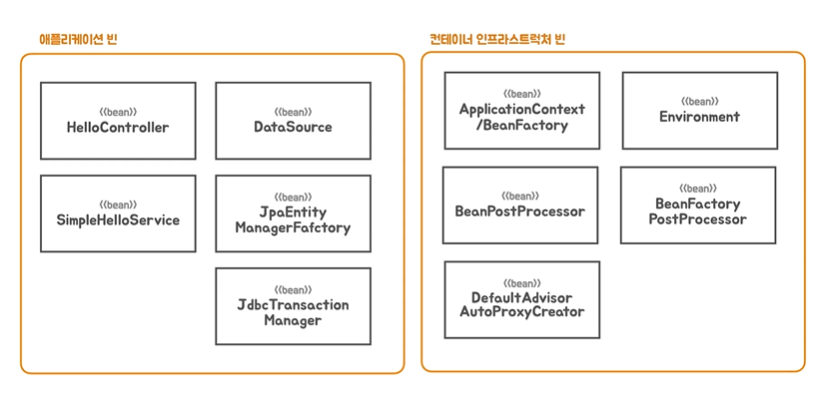 애플리케이션 빈
컨테이너 인프라스트럭처 빈
《bean》
HelloController
《bean》
DataSource
《bean》
SimpleHelloService
《bean》
JpaEntity
ManagerFafctory
《bean》
JdbcTransaction
Manager
《bean》
ApplicationContext
/BeanFactory
《bean》
Environment
《bean》
BeanPostProcessor
《bean》
BeanFactory
PostProcessor
《bean》
DefaultAdvisor
AutoProxyCreator